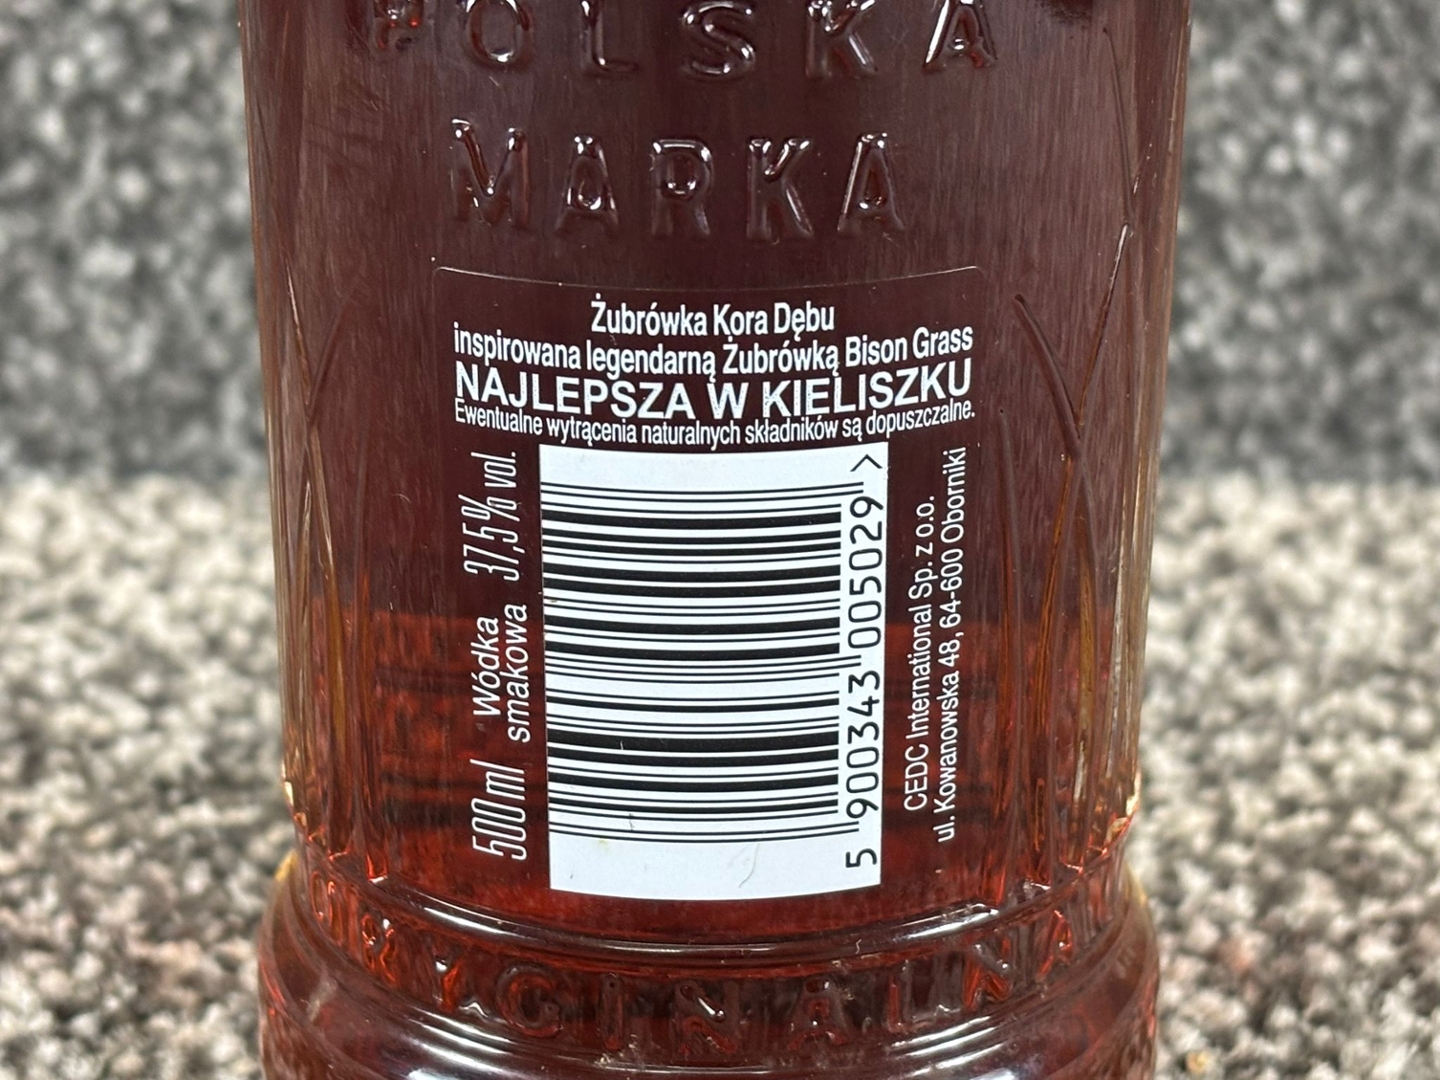 POLSKA
MARKA
Żubrówka Kora Dębu
inspirowana legendarną Żubrówką Bison Grass
NAJLEPSZA W KIELISZKU
Ewentualne wytrącenia naturalnych składników są dopuszczalne.
500 ml Wódka smakowa 37,5% vol.
5 900343 005029 >
CEDC International Sp. z o.o.
ul. Kowanowska 48, 64-600 Oborniki
ORYGINALNA